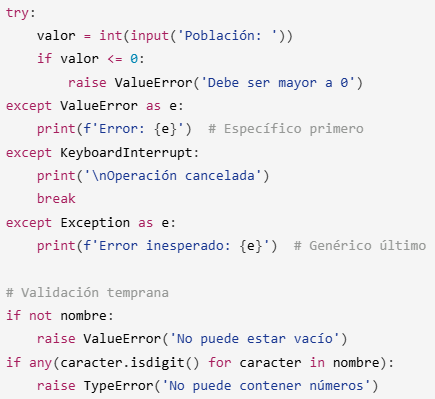 try:
    valor = int(input('Población: '))
    if valor <= 0:
        raise ValueError('Debe ser mayor a 0')
except ValueError as e:
    print(f'Error: {e}')  # Específico primero
except KeyboardInterrupt:
    print('\nOperación cancelada')
    break
except Exception as e:
    print(f'Error inesperado: {e}')  # Genérico último

# Validación temprana
if not nombre:
    raise ValueError('No puede estar vacío')
if any(caracter.isdigit() for caracter in nombre):
    raise TypeError('No puede contener números')